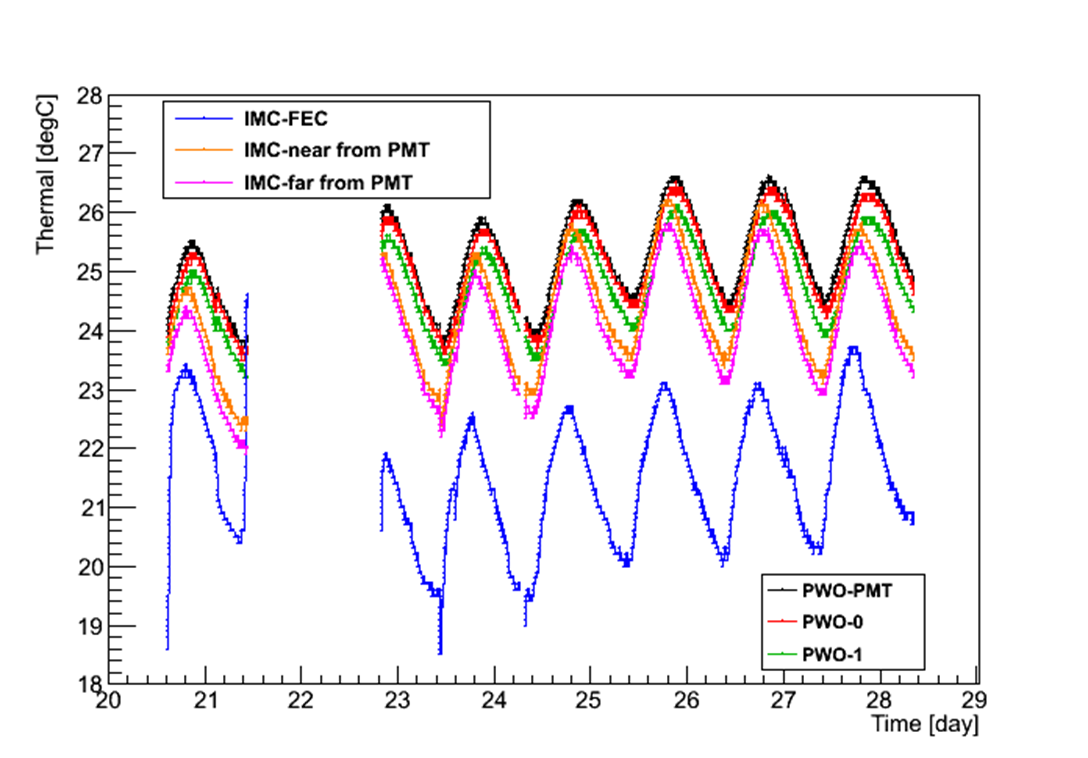 Thermal [degC]
28
27
26
25
24
23
22
21
20
19
18
IMC-FEC
IMC-near from PMT
IMC-far from PMT
PWO-PMT
PWO-0
PWO-1
20 21 22 23 24 25 26 27 28 29
Time [day]